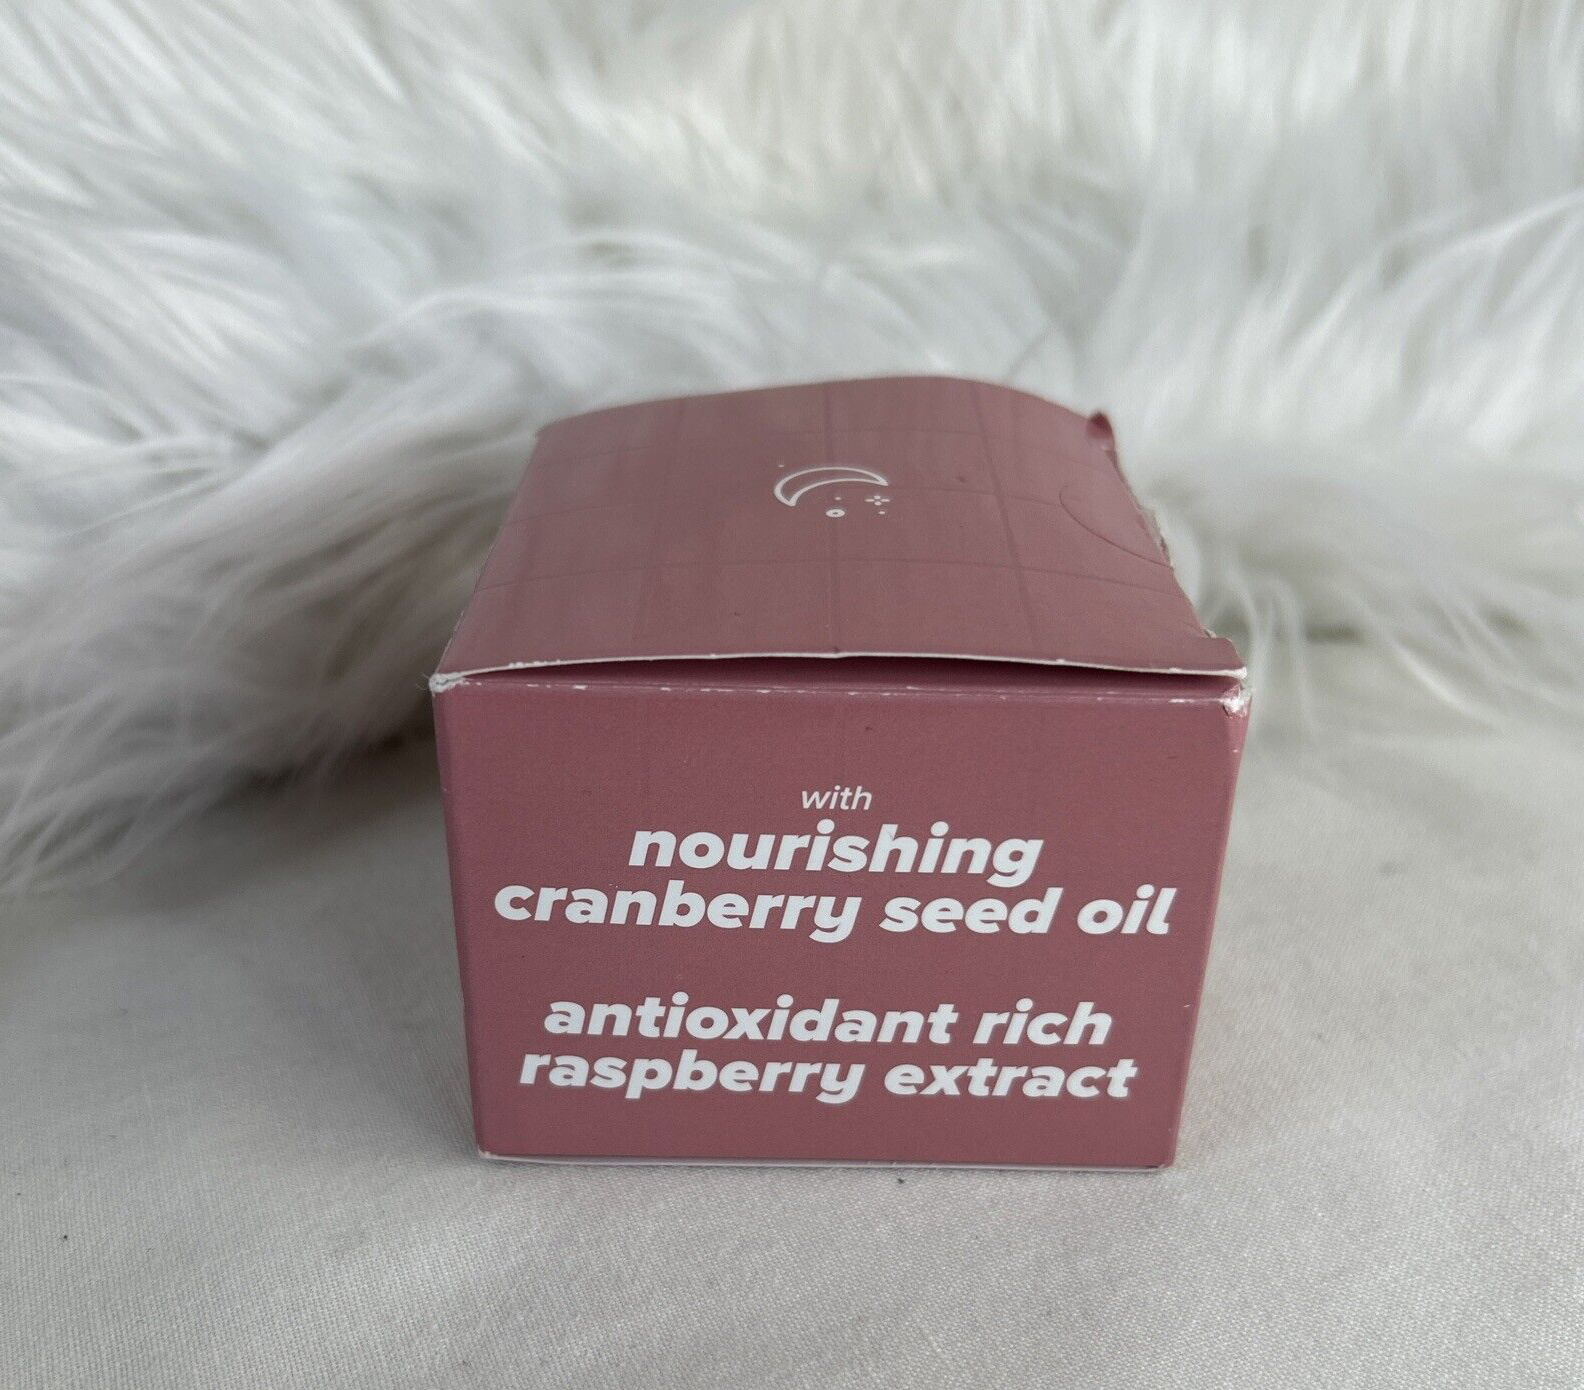 with
nourishing
cranberry seed oil
antioxidant rich
raspberry extract